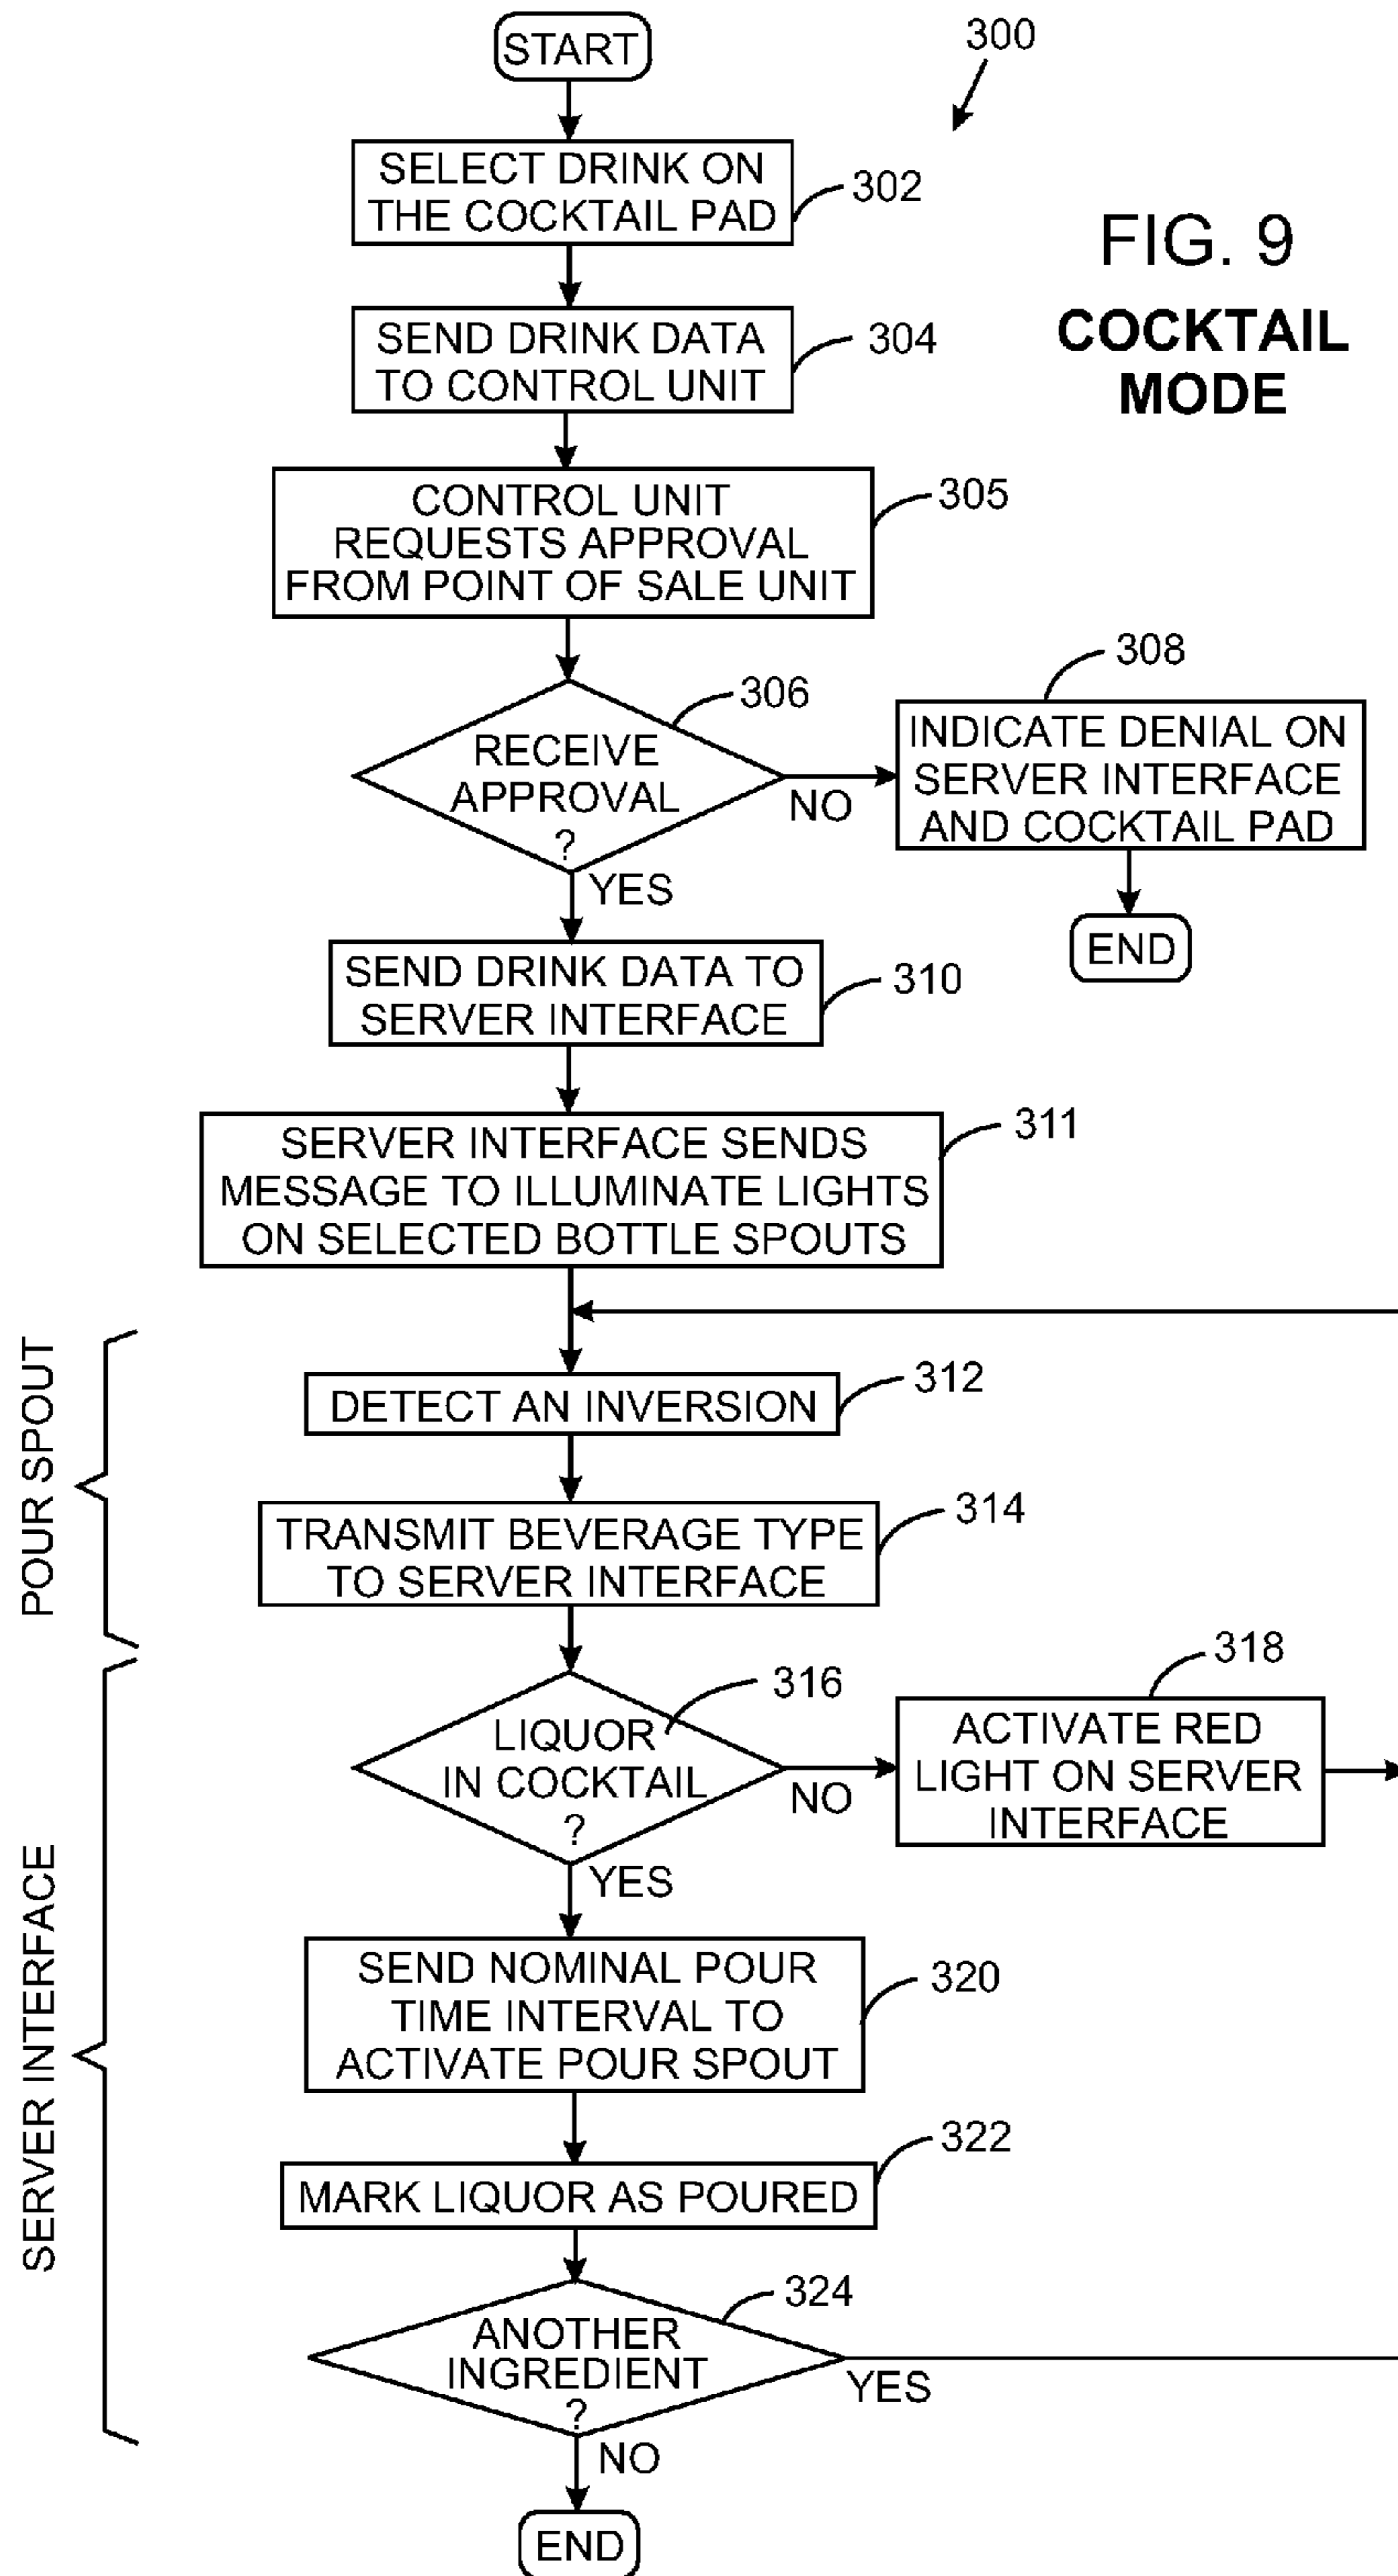 START
300
SELECT DRINK ON
THE COCKTAIL PAD
302
FIG. 9
COCKTAIL
MODE
SEND DRINK DATA
TO CONTROL UNIT
304
CONTROL UNIT
REQUESTS APPROVAL
FROM POINT OF SALE UNIT
305
RECEIVE
APPROVAL
?
306
NO
YES
308
INDICATE DENIAL ON
SERVER INTERFACE
AND COCKTAIL PAD
END
SEND DRINK DATA TO
SERVER INTERFACE
310
SERVER INTERFACE SENDS
MESSAGE TO ILLUMINATE LIGHTS
ON SELECTED BOTTLE SPOUTS
311
POUR SPOUT
DETECT AN INVERSION
312
TRANSMIT BEVERAGE TYPE
TO SERVER INTERFACE
314
SERVER INTERFACE
LIQUOR
IN COCKTAIL
?
316
NO
YES
318
ACTIVATE RED
LIGHT ON SERVER
INTERFACE
SEND NOMINAL POUR
TIME INTERVAL TO
ACTIVATE POUR SPOUT
320
MARK LIQUOR AS POURED
322
ANOTHER
INGREDIENT
?
324
YES
NO
END